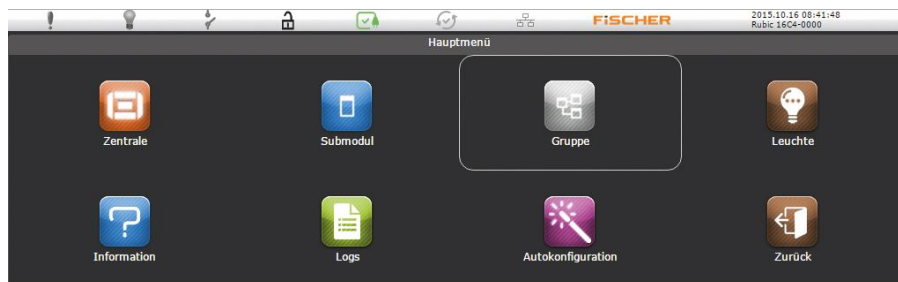 FiSCHER
2015.10.16 08:41:48
Rubic 16C4-0000
Hauptmenü
Zentrale
Submodul
Gruppe
Leuchte
Information
Logs
Autokonfiguration
Zurück